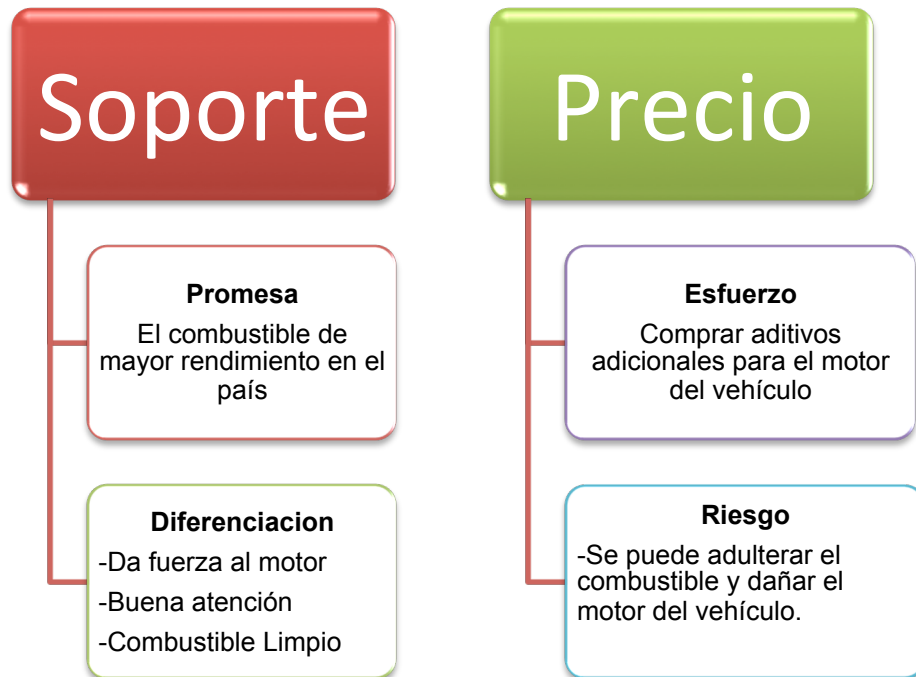 Soporte
Promesa
El combustible de
mayor rendimiento en el
país
Diferenciacion
-Da fuerza al motor
-Buena atención
-Combustible Limpio
Precio
Esfuerzo
Comprar aditivos
adicionales para el motor
del vehículo
Riesgo
-Se puede adulterar el
combustible y dañar el
motor del vehículo.